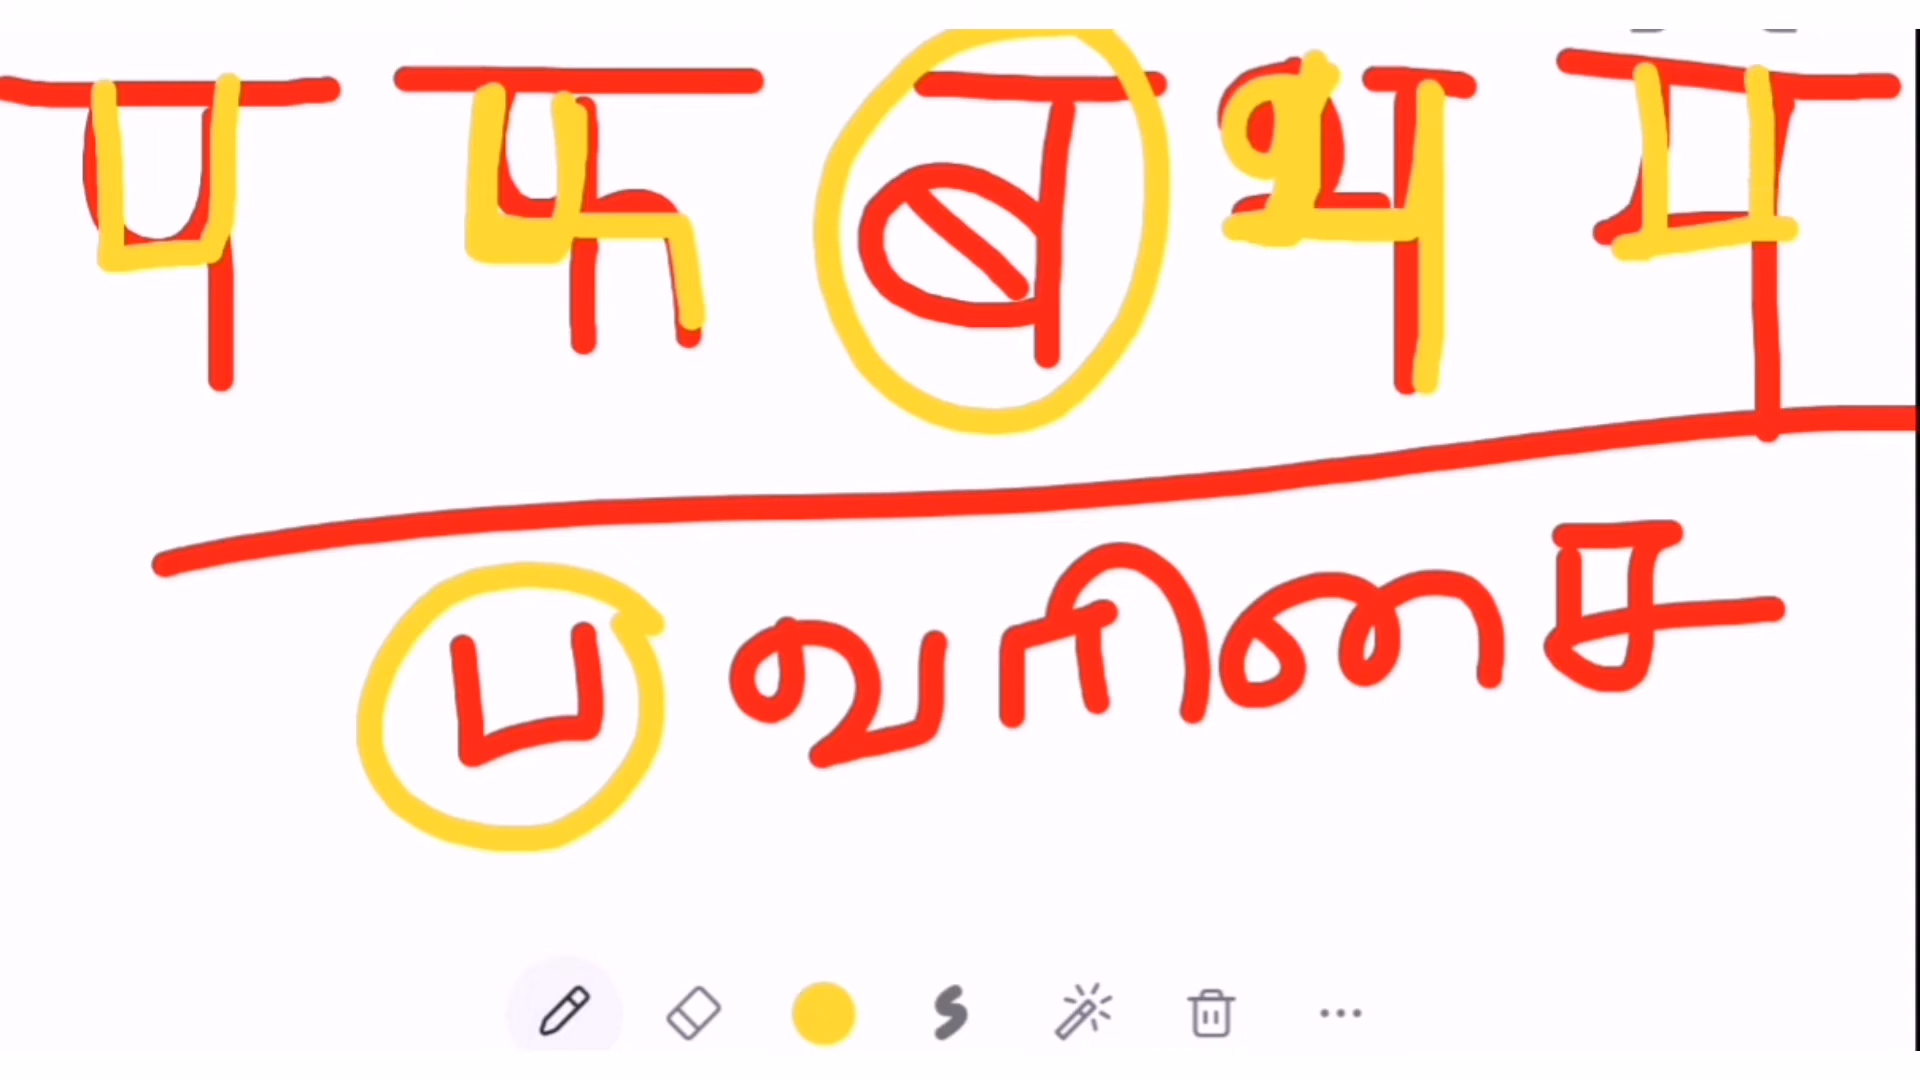 प फ ब भ म
ப வரிசை